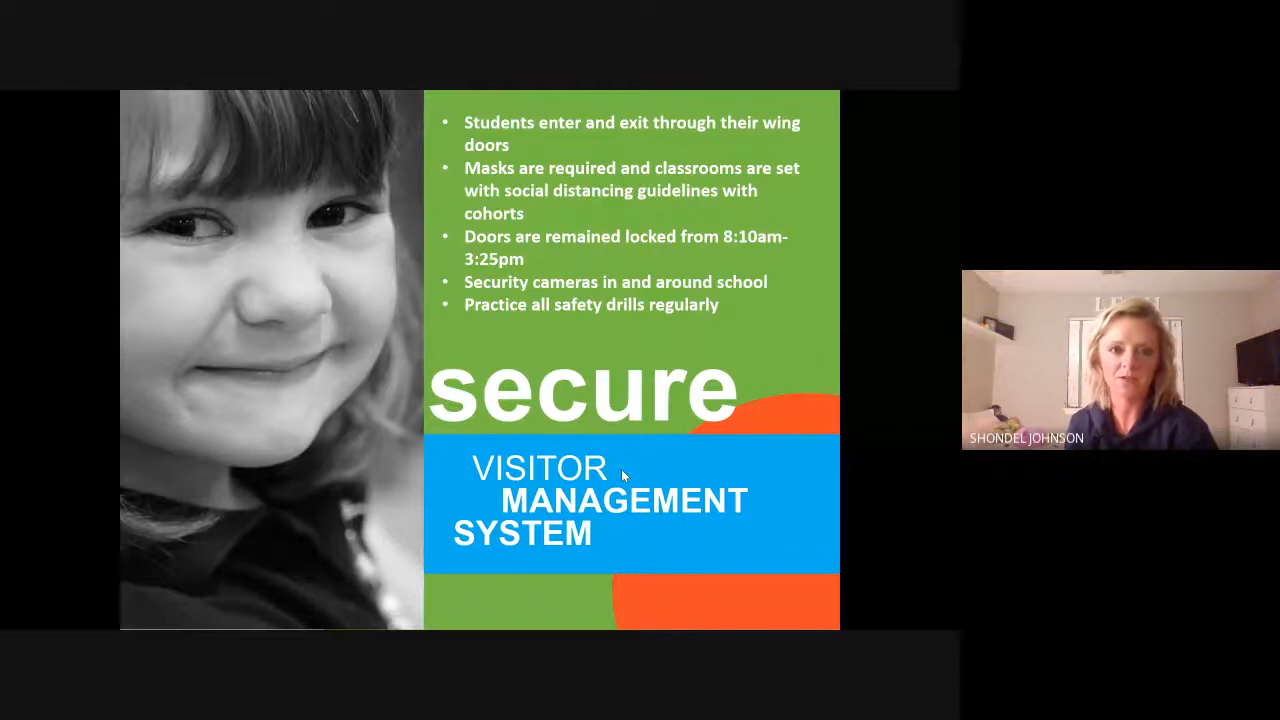 • Students enter and exit through their wing
doors
• Masks are required and classrooms are set
with social distancing guidelines with
cohorts
• Doors are remained locked from 8:10am-
3:25pm
• Security cameras in and around school
• Practice all safety drills regularly
secure
VISITOR
MANAGEMENT
SYSTEM
SHONDEL JOHNSON